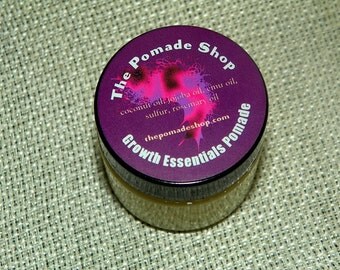 The Pomade Shop
coconut oil, jojoba oil, emu oil,
sulfur, rosemary oil
thepomadeshop.com
Growth Essentials Pomade